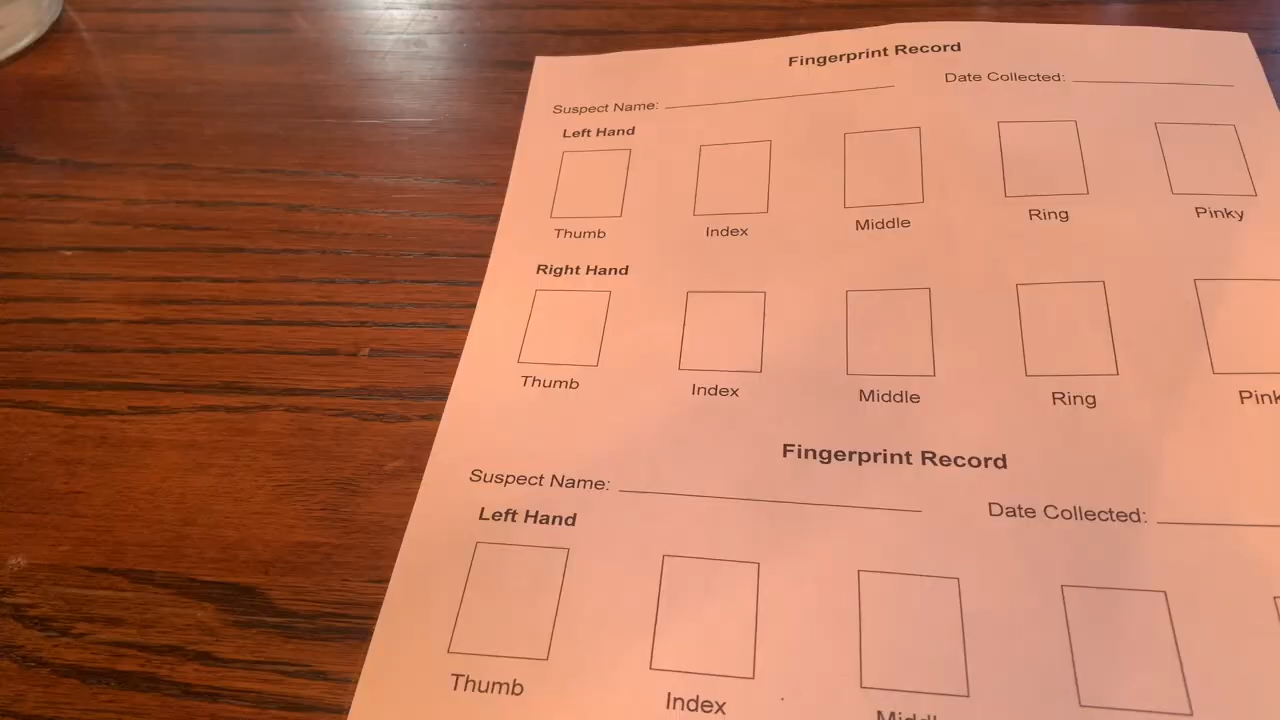 Fingerprint Record
Suspect Name: Date Collected:
Left Hand
Thumb Index Middle Ring Pinky
Right Hand
Thumb Index Middle Ring Pink
Fingerprint Record
Suspect Name: Date Collected:
Left Hand
Thumb Index